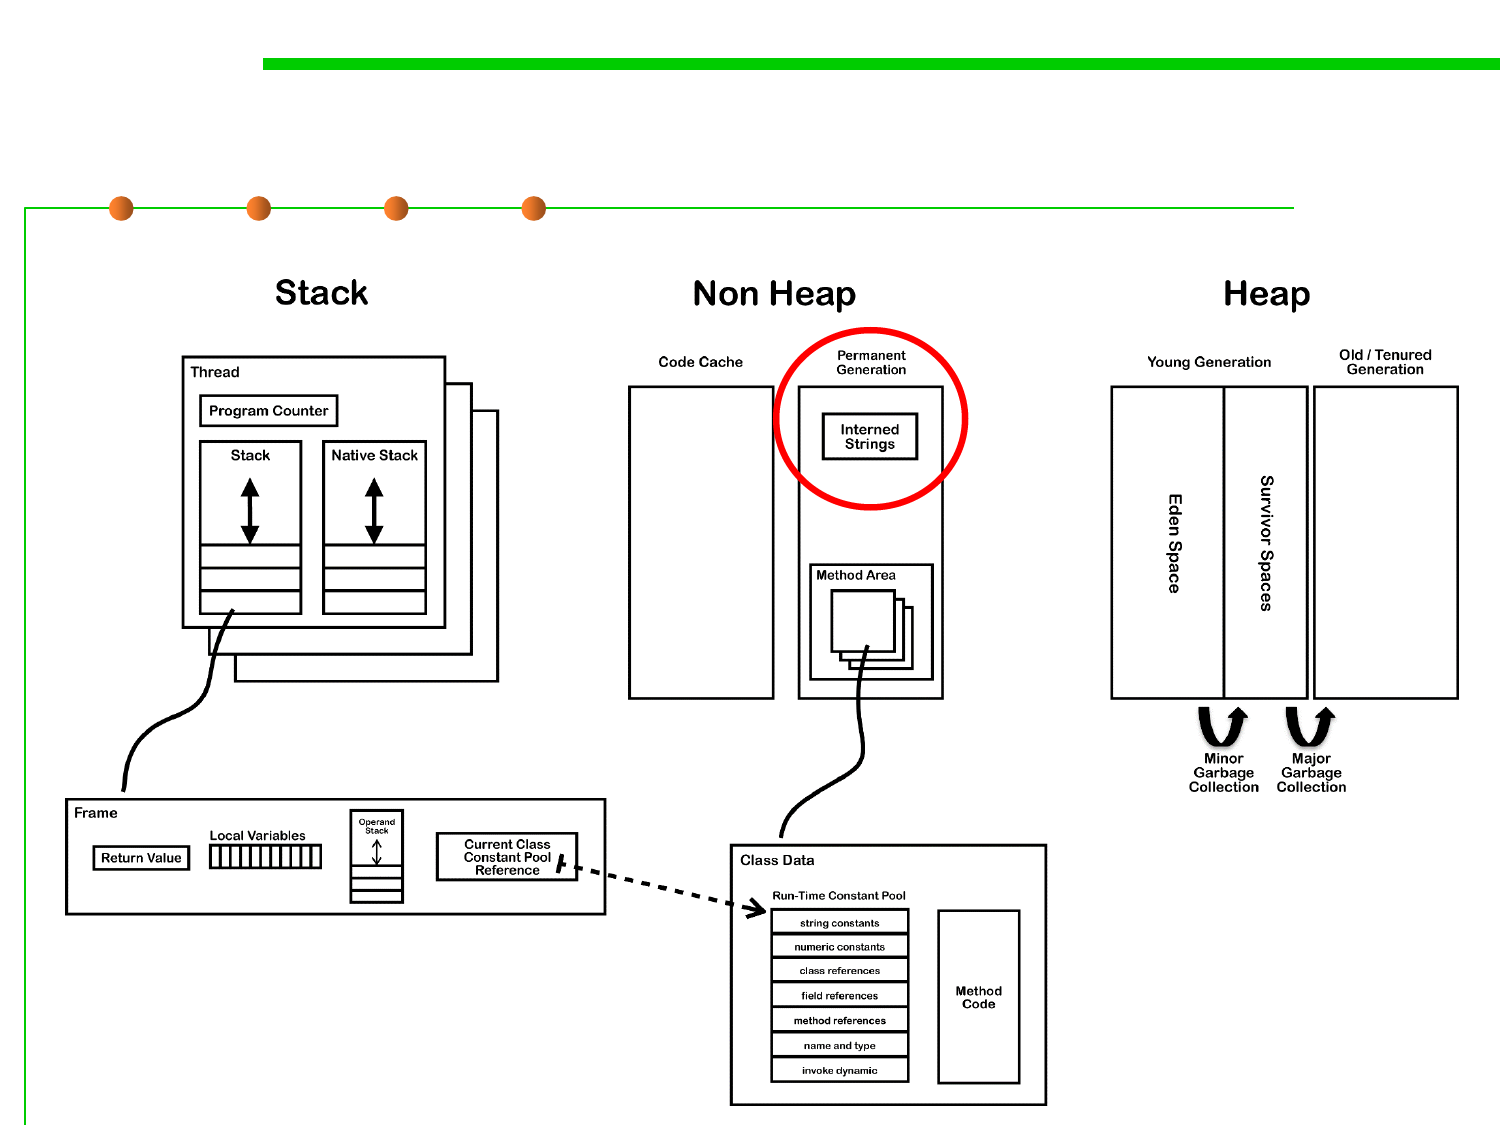 Stack
Thread
Program Counter
Stack
Native Stack
Frame
Return Value
Local Variables
Operand
Stack
Current Class
Constant Pool
Reference
Non Heap
Code Cache
Permanent
Generation
Interned
Strings
Method Area
Class Data
Run-Time Constant Pool
string constants
numeric constants
class references
field references
method references
name and type
invoke dynamic
Method
Code
Heap
Young Generation
Old / Tenured
Generation
Eden Space
Survivor Spaces
Minor
Garbage
Collection
Major
Garbage
Collection